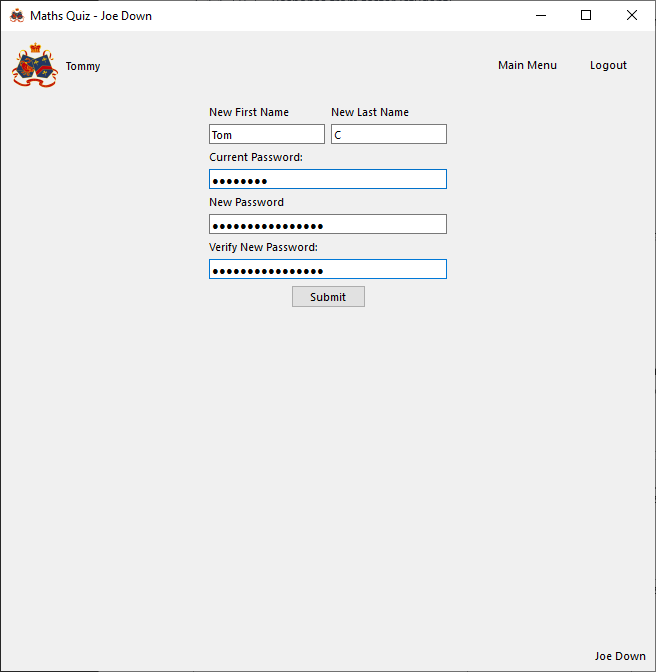 Maths Quiz - Joe Down
Tommy
Main Menu
Logout
New First Name
New Last Name
Tom
C
Current Password:
●●●●●●●●
New Password
●●●●●●●●●●●●●●●●
Verify New Password:
●●●●●●●●●●●●●●●●
Submit
Joe Down